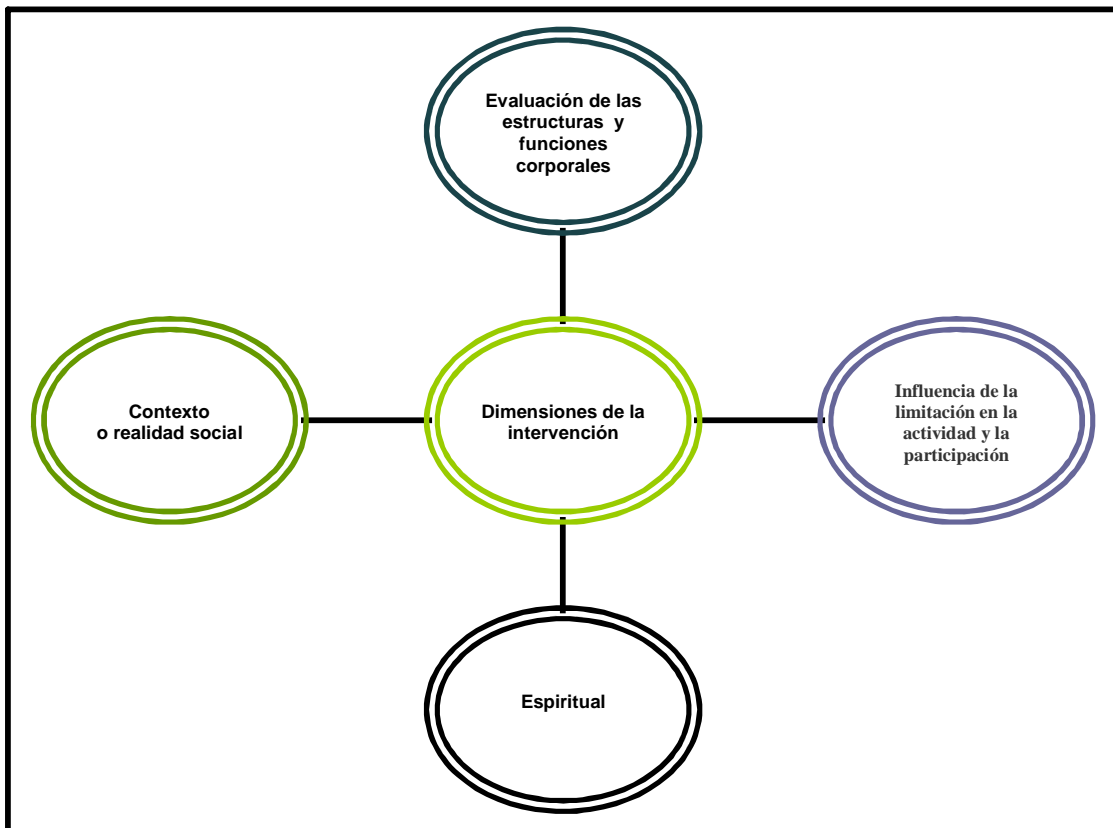 Evaluación de las
estructuras y
funciones
corporales
Contexto
o realidad social
Dimensiones de la
intervención
Influencia de la
limitación en la
actividad y la
participación
Espiritual